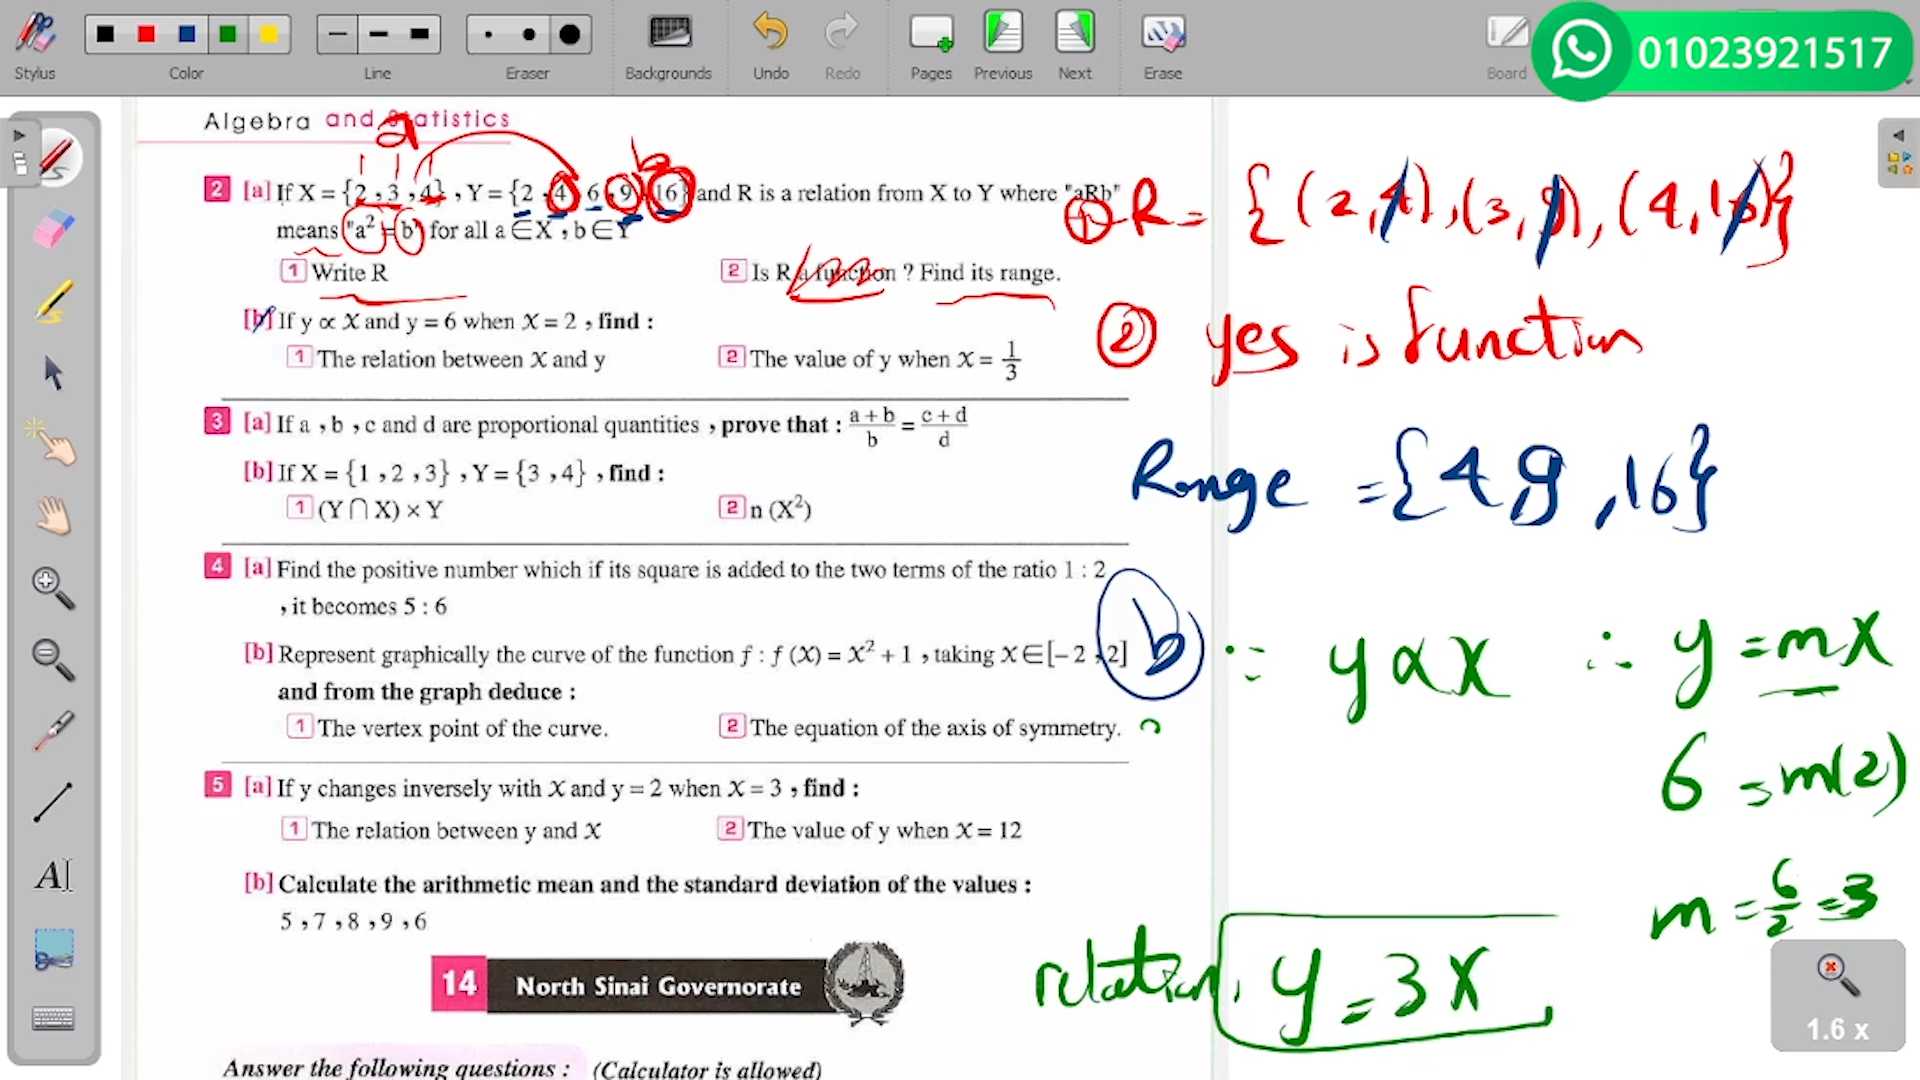 Stylus Color Line Eraser Backgrounds Undo Redo Pages Previous Next Erase Board
01023921517
Algebra and Statistics
a
b
2 [a] If X = {2 , 3 , 4} , Y = {2 , 4 , 6 , 9 , 16} and R is a relation from X to Y where "aRb"
means "a² = b" for all a ∈ X , b ∈ Y
1 Write R 2 Is R a function ? Find its range.
[b] If y ∝ X and y = 6 when X = 2 , find :
1 The relation between X and y 2 The value of y when X = 1/3
3 [a] If a , b , c and d are proportional quantities , prove that : (a + b)/b = (c + d)/d
[b] If X = {1 , 2 , 3} , Y = {3 , 4} , find :
1 (Y ∩ X) × Y 2 n (X²)
4 [a] Find the positive number which if its square is added to the two terms of the ratio 1 : 2
, it becomes 5 : 6
[b] Represent graphically the curve of the function f : f (X) = X² + 1 , taking X ∈ [– 2 , 2]
and from the graph deduce :
1 The vertex point of the curve. 2 The equation of the axis of symmetry.
5 [a] If y changes inversely with X and y = 2 when X = 3 , find :
1 The relation between y and X 2 The value of y when X = 12
[b] Calculate the arithmetic mean and the standard deviation of the values :
5 , 7 , 8 , 9 , 6
14 North Sinai Governorate
Answer the following questions : (Calculator is allowed)
① R = {(2,4),(3,9),(4,16)}
② yes is function
Range = {4,9,16}
b ∵ y ∝ x ∴ y = mx
6 = m(2)
m = 6/2 = 3
relation y = 3x
1.6 x